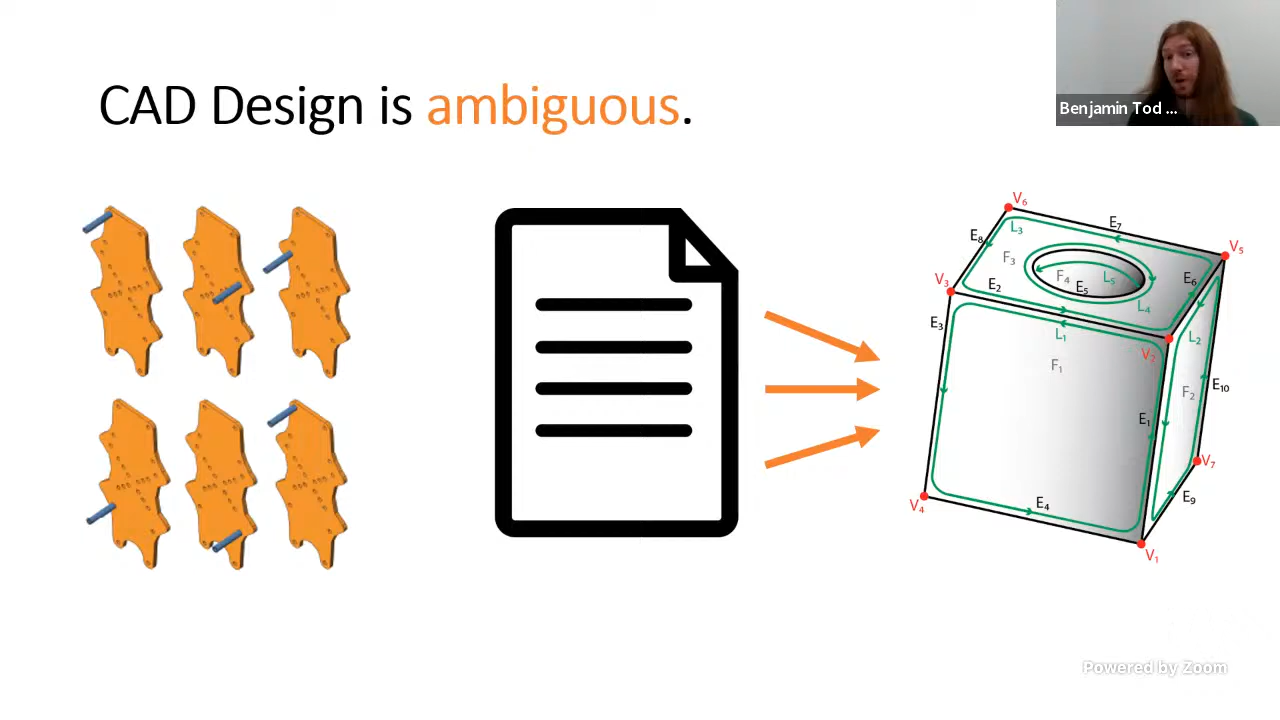 CAD Design is ambiguous.
Benjamin Tod ...
V6
L3
E7
E8
V5
F3
F4
L5
E6
V3
E2
E5
L4
E3
L1
V2
L2
F1
E10
F2
E1
V7
V4
E4
E9
V1
Powered by Zoom